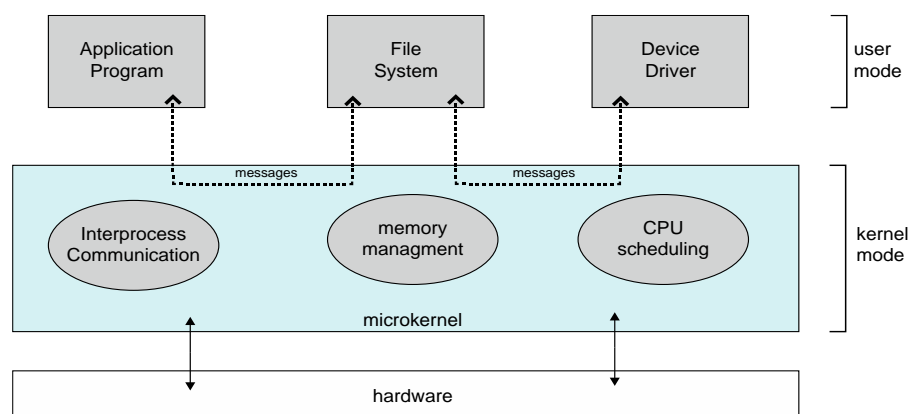 Application
Program
File
System
Device
Driver
user
mode
messages
messages
Interprocess
Communication
memory
managment
CPU
scheduling
kernel
mode
microkernel
hardware